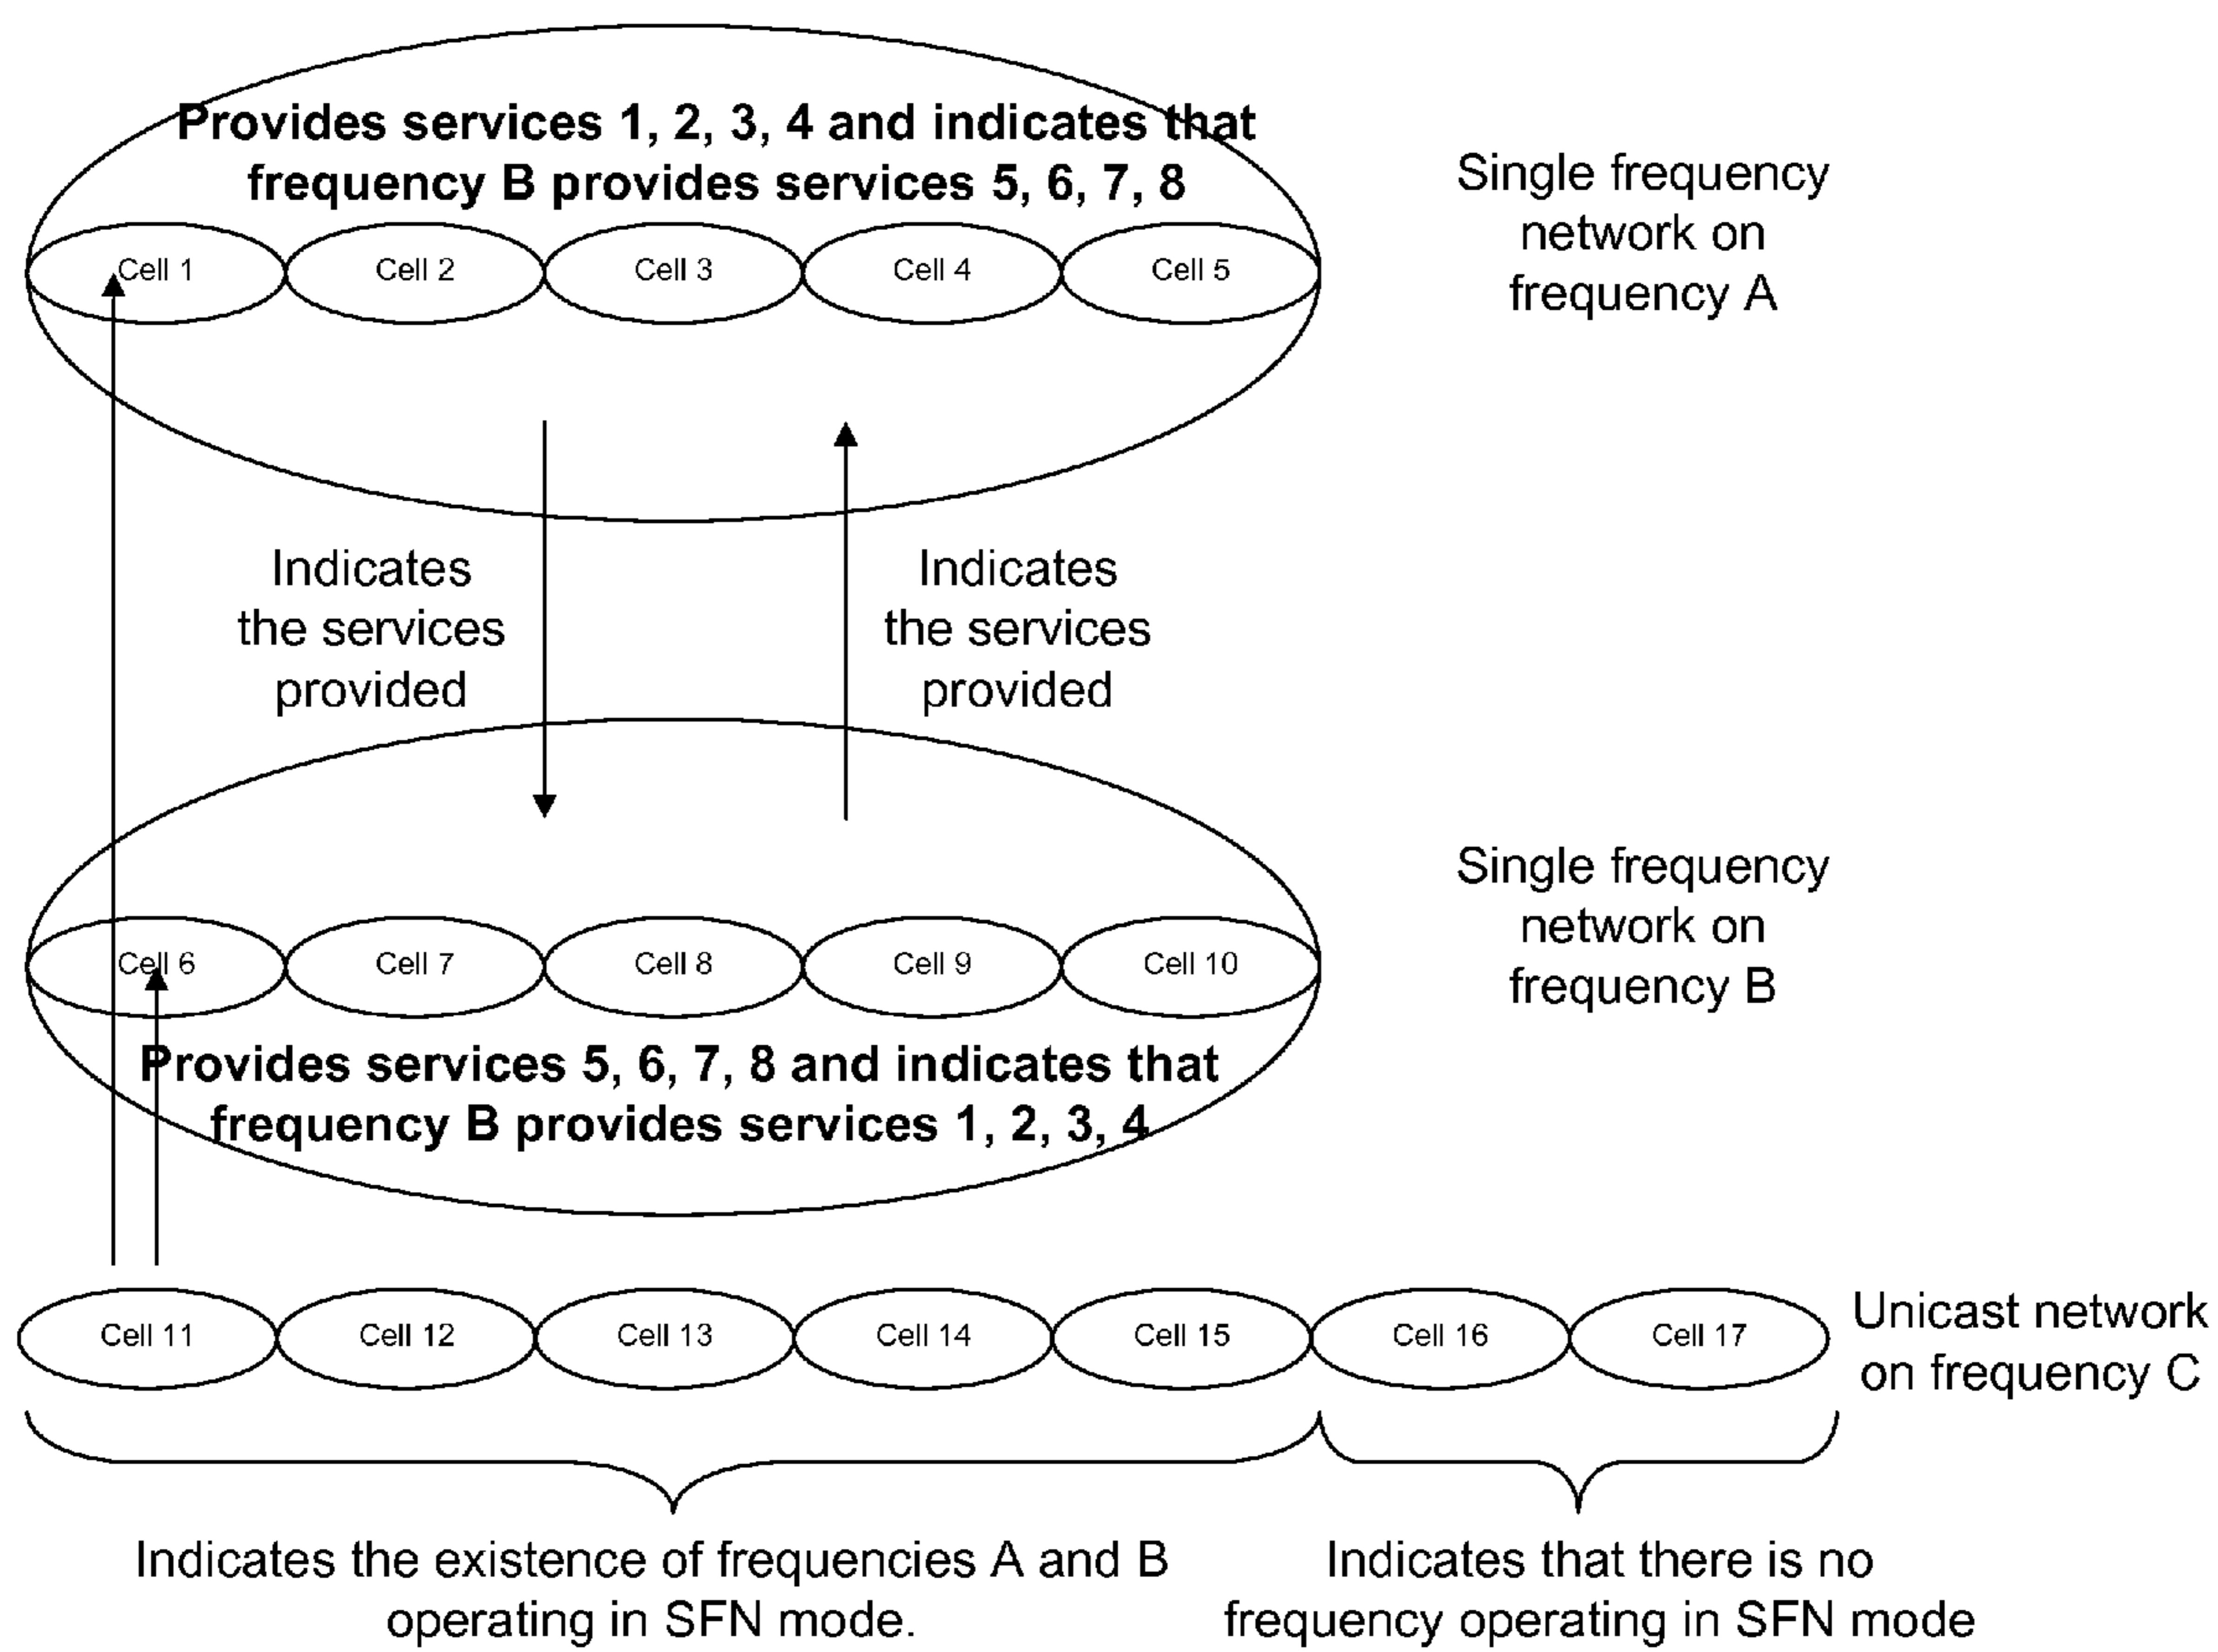 Provides services 1, 2, 3, 4 and indicates that
frequency B provides services 5, 6, 7, 8
Single frequency
network on
frequency A
Cell 1
Cell 2
Cell 3
Cell 4
Cell 5
Indicates
the services
provided
Indicates
the services
provided
Single frequency
network on
frequency B
Cell 6
Cell 7
Cell 8
Cell 9
Cell 10
Provides services 5, 6, 7, 8 and indicates that
frequency B provides services 1, 2, 3, 4
Cell 11
Cell 12
Cell 13
Cell 14
Cell 15
Cell 16
Cell 17
Unicast network
on frequency C
Indicates the existence of frequencies A and B
operating in SFN mode.
Indicates that there is no
frequency operating in SFN mode